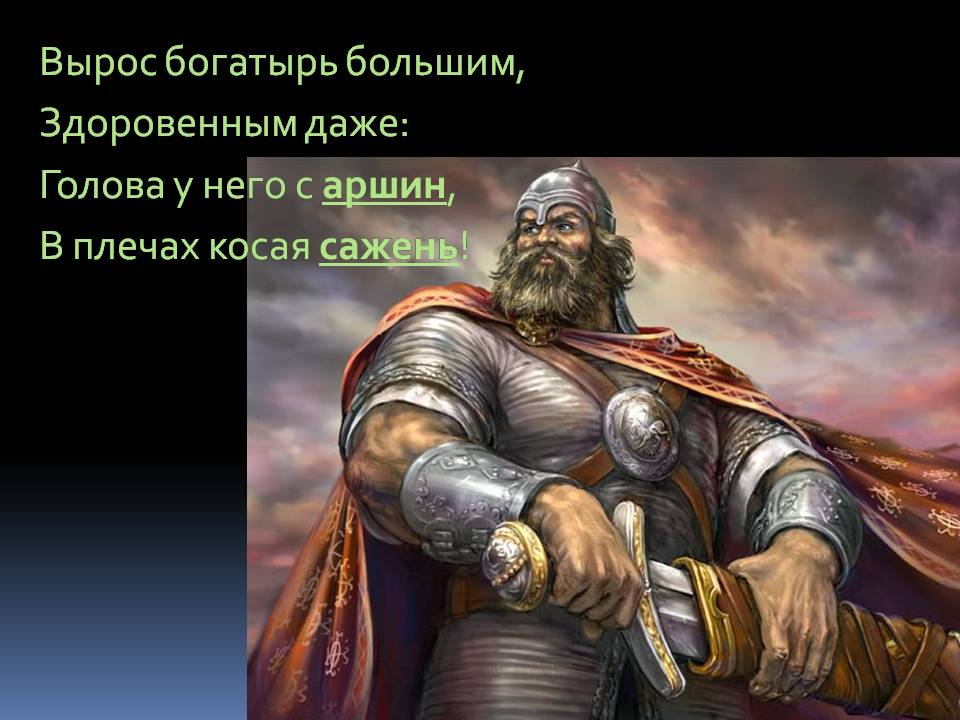 Вырос богатырь большим,
Здоровенным даже:
Голова у него с аршин,
В плечах косая сажень!